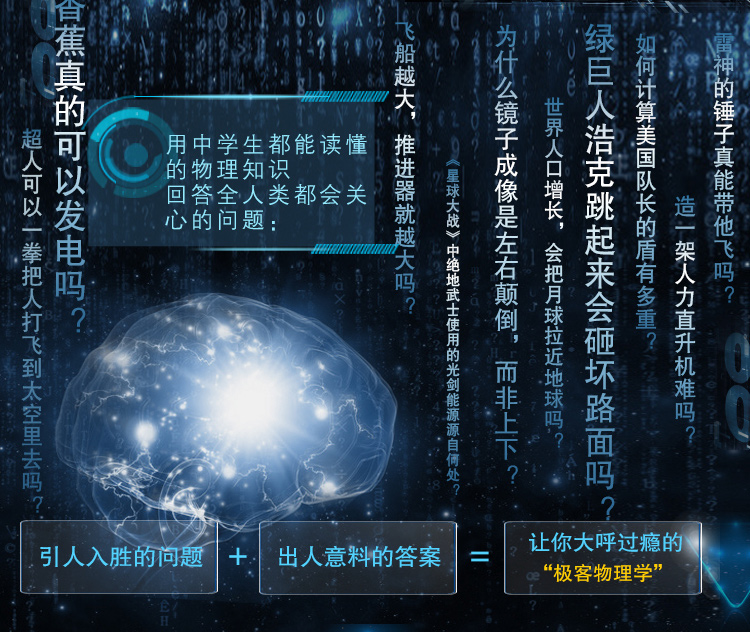 香蕉真的可以发电吗？
超人可以一拳把人打飞到太空里去吗？
用中学生都能读懂
的物理知识
回答全人类都会关
心的问题：
飞船越大，推进器就越大吗？
《星球大战》中绝地武士使用的光剑能源源自何处？
为什么镜子成像是左右颠倒，而非上下？
世界人口增长，会把月球拉近地球吗？
绿巨人浩克跳起来会砸坏路面吗？
如何计算美国队长的盾有多重？
造一架人力直升机难吗？
雷神的锤子真能带他飞吗？
引人入胜的问题
+
出人意料的答案
=
让你大呼过瘾的
“极客物理学”